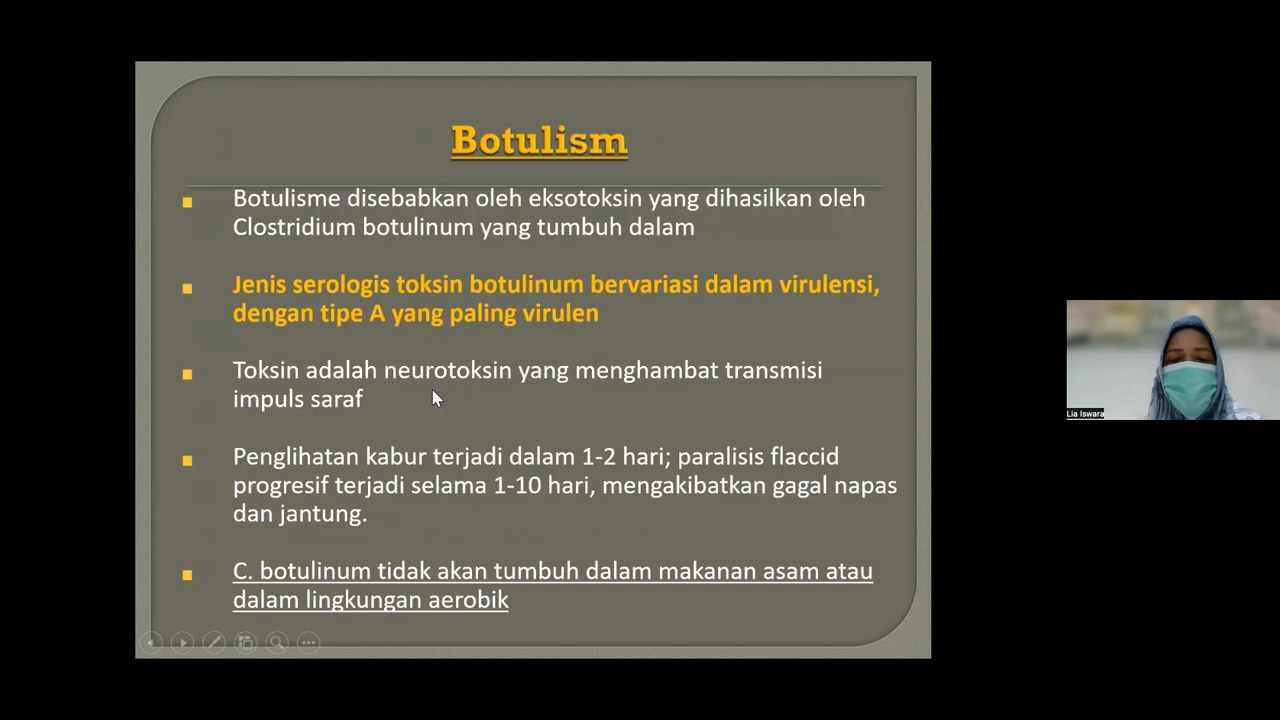 Botulism
Botulisme disebabkan oleh eksotoksin yang dihasilkan oleh
Clostridium botulinum yang tumbuh dalam
Jenis serologis toksin botulinum bervariasi dalam virulensi,
dengan tipe A yang paling virulen
Toksin adalah neurotoksin yang menghambat transmisi
impuls saraf
Penglihatan kabur terjadi dalam 1-2 hari; paralisis flaccid
progresif terjadi selama 1-10 hari, mengakibatkan gagal napas
dan jantung.
C. botulinum tidak akan tumbuh dalam makanan asam atau
dalam lingkungan aerobik
Lia Iswara